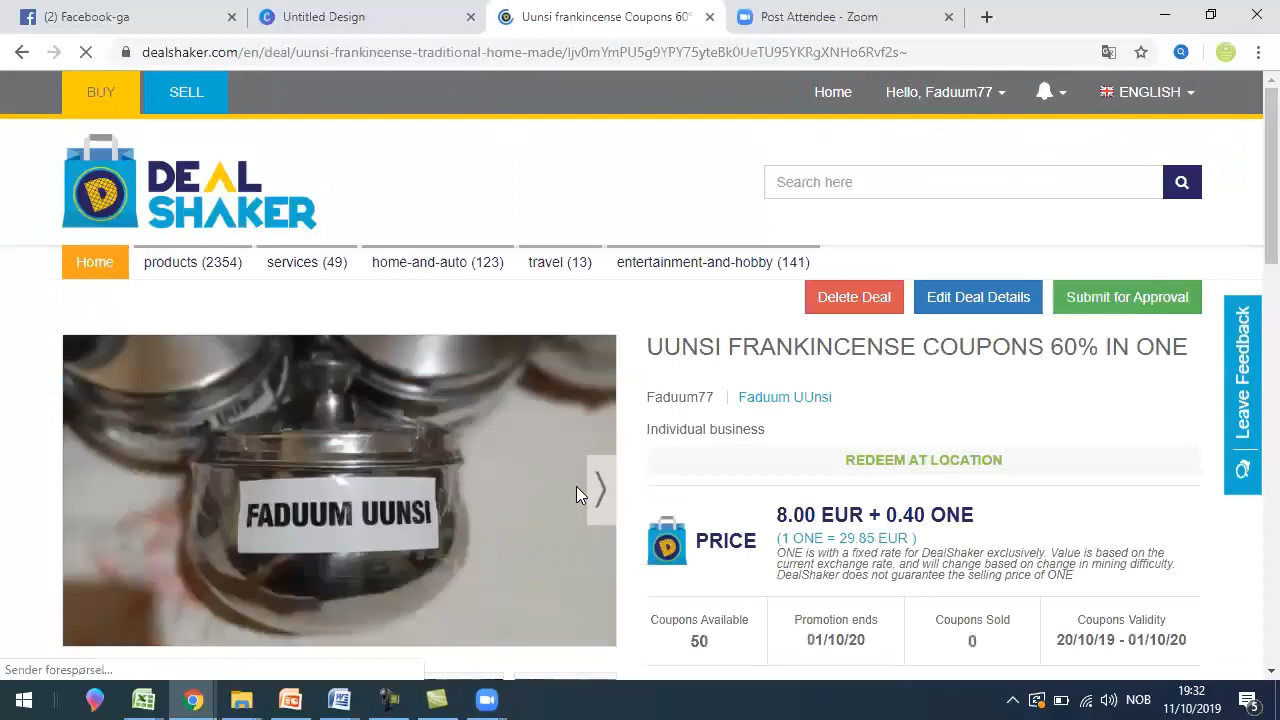 (2) Facebook-ga
Untitled Design
Uunsi frankincense Coupons 60%
Post Attendee - Zoom
dealshaker.com/en/deal/uunsi-frankincense-traditional-home-made/ljv0mYmPU5g9YPY75yteBk0UeTU95YKRgXNHo6Rvf2s~
BUY
SELL
Home
Hello, Faduum77
ENGLISH
DEAL
SHAKER
Search here
Home
products (2354)
services (49)
home-and-auto (123)
travel (13)
entertainment-and-hobby (141)
Delete Deal
Edit Deal Details
Submit for Approval
Leave Feedback
FADUUM UUNSI
UUNSI FRANKINCENSE COUPONS 60% IN ONE
Faduum77
Faduum UUnsi
Individual business
REDEEM AT LOCATION
PRICE
8.00 EUR + 0.40 ONE
(1 ONE = 29.85 EUR )
ONE is with a fixed rate for DealShaker exclusively. Value is based on the
current exchange rate, and will change based on change in mining difficulty.
DealShaker does not guarantee the selling price of ONE
Coupons Available
50
Promotion ends
01/10/20
Coupons Sold
0
Coupons Validity
20/10/19 - 01/10/20
Sender forespørsel...
NOB
19:32
11/10/2019
5